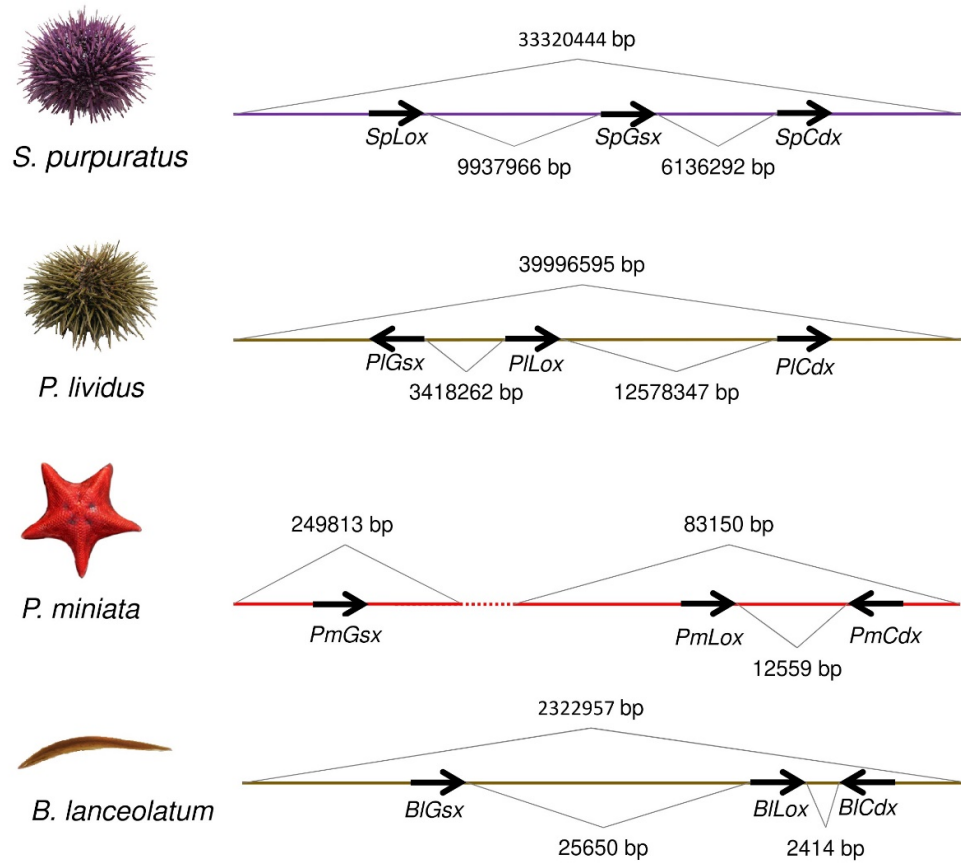 33320444 bp
SpLox
SpGsx
SpCdx
S. purpuratus
9937966 bp
6136292 bp
39996595 bp
PlGsx
PlLox
PlCdx
P. lividus
3418262 bp
12578347 bp
249813 bp
83150 bp
P. miniata
PmGsx
PmLox
PmCdx
12559 bp
2322957 bp
B. lanceolatum
BlGsx
BlLox
BlCdx
25650 bp
2414 bp